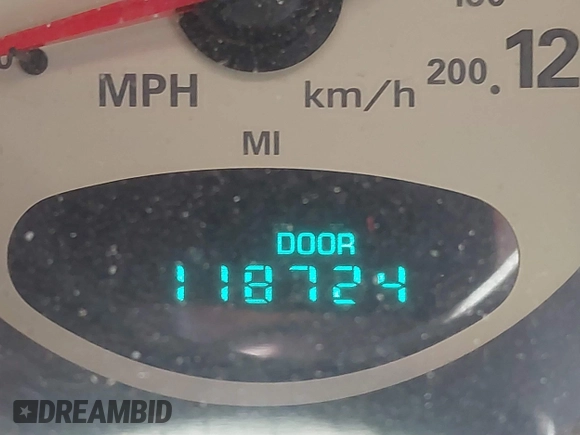 MPH km/h 200. 12
MI
DOOR
118724
DREAMBID